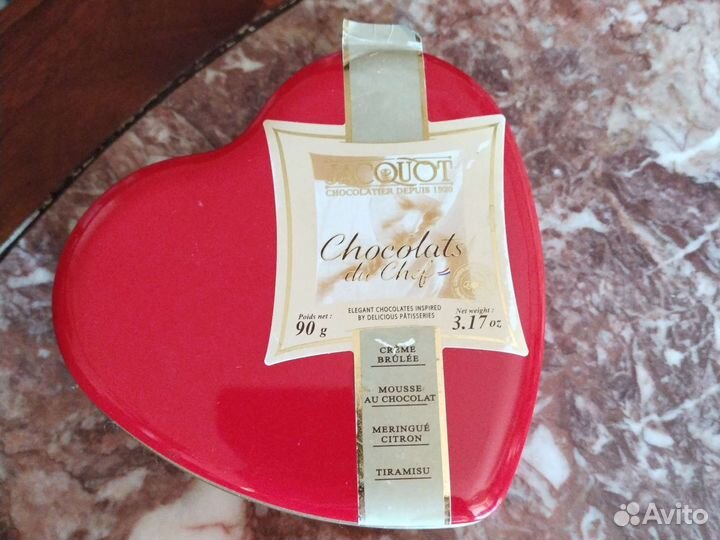 JACQUOT
CHOCOLATIER DEPUIS 1920
Chocolats
du Chef
ELEGANT CHOCOLATES INSPIRED
BY DELICIOUS PÂTISSERIES
Poids net :
90 g
Net weight :
3.17 oz
CRÈME
BRÛLÉE
MOUSSE
AU CHOCOLAT
MERINGUÉ
CITRON
TIRAMISU
Avito